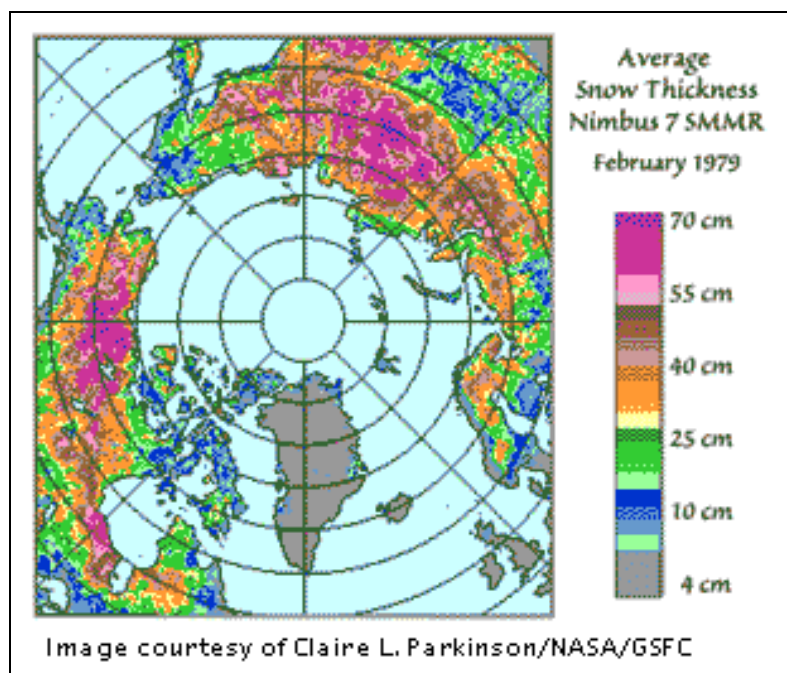 Average
Snow Thickness
Nimbus 7 SMMR
February 1979
70 cm
55 cm
40 cm
25 cm
10 cm
4 cm
Image courtesy of Claire L. Parkinson/NASA/GSFC